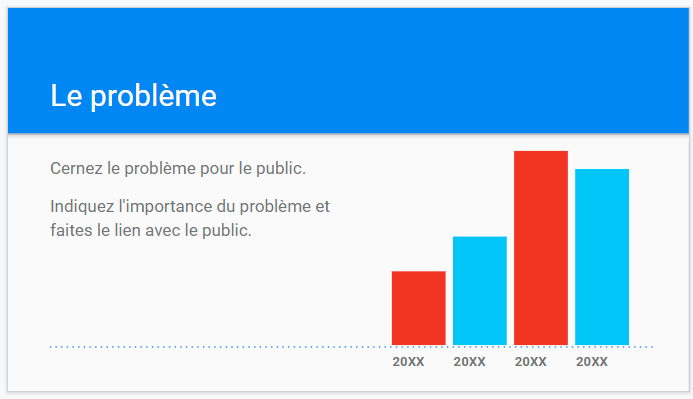 Le problème
Cernez le problème pour le public.
Indiquez l'importance du problème et
faites le lien avec le public.
20XX 20XX 20XX 20XX